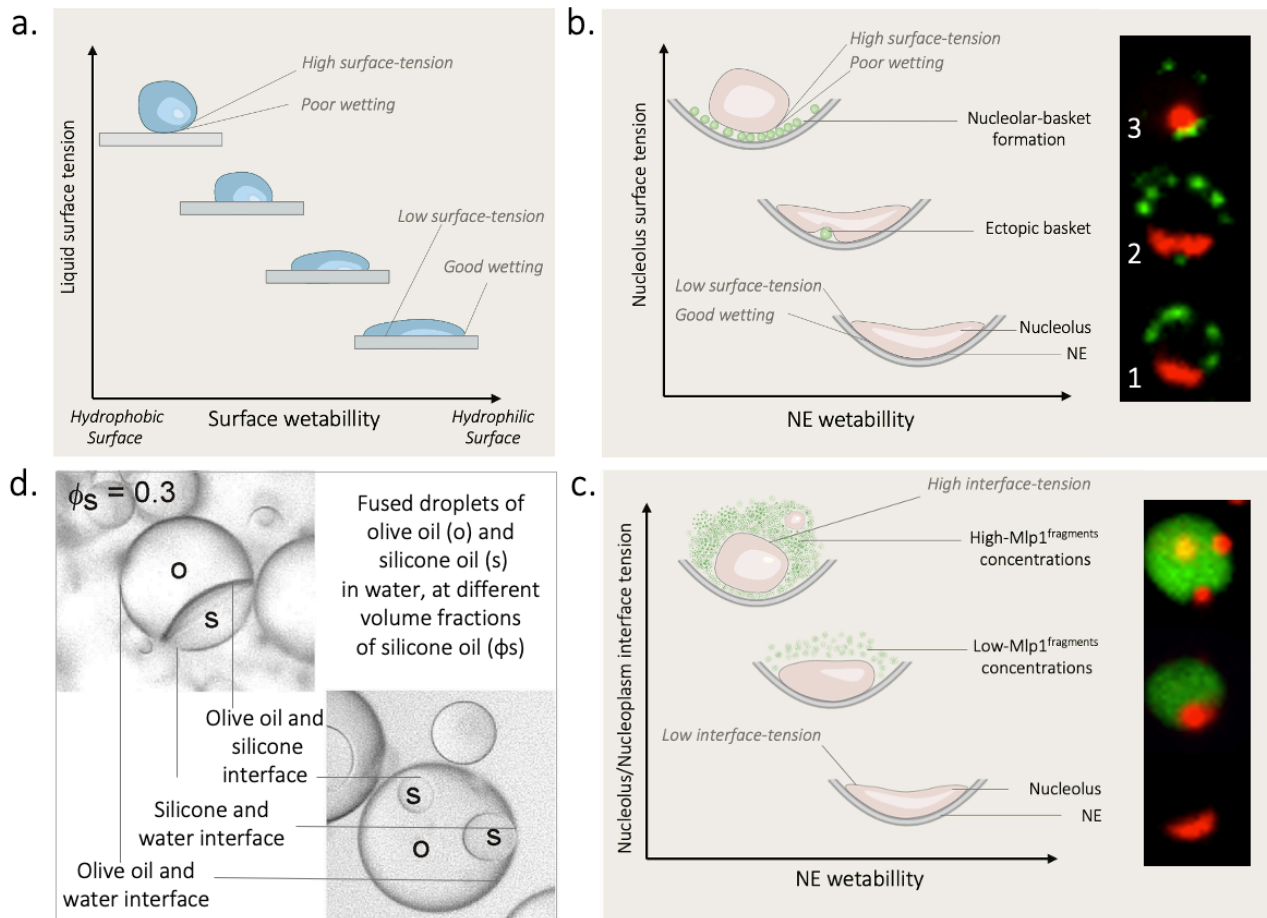 a.
Liquid surface tension
High surface-tension
Poor wetting
Low surface-tension
Good wetting
Hydrophobic
Surface
Surface wetabillity
Hydrophilic
Surface
b.
Nucleolus surface tension
High surface-tension
Poor wetting
Nucleolar-basket
formation
Ectopic basket
Low surface-tension
Good wetting
Nucleolus
NE
NE wetabillity
3
2
1
d.
ϕs = 0.3
O
S
Fused droplets of
olive oil (o) and
silicone oil (s)
in water, at different
volume fractions
of silicone oil (ϕs)
Olive oil and
silicone
interface
Silicone and
water interface
Olive oil and
water interface
S
S
O
c.
Nucleolus/Nucleoplasm interface tension
High interface-tension
High-Mlp1fragments
concentrations
Low-Mlp1fragments
concentrations
Low interface-tension
Nucleolus
NE
NE wetabillity